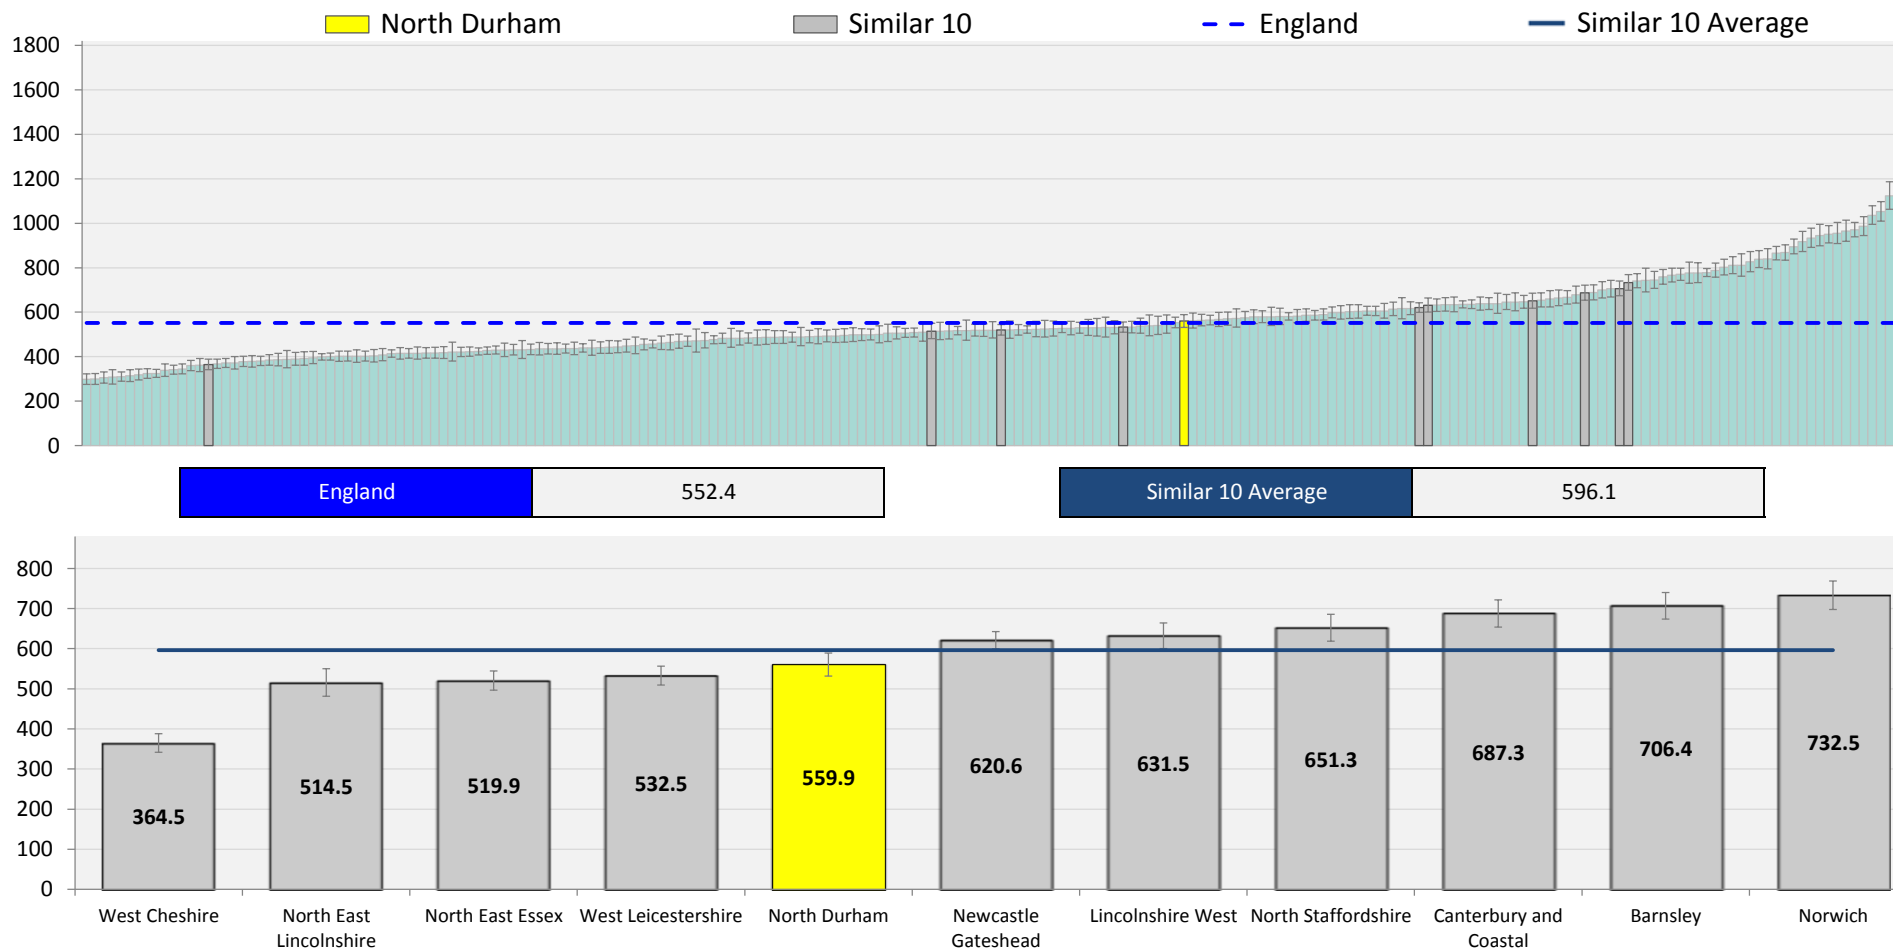 North Durham
Similar 10
England
Similar 10 Average
1800
1600
1400
1200
1000
800
600
400
200
0
England 552.4
Similar 10 Average 596.1
800
700
600
500
400
300
200
100
0
364.5
514.5
519.9
532.5
559.9
620.6
631.5
651.3
687.3
706.4
732.5
West Cheshire
North East
Lincolnshire
North East Essex
West Leicestershire
North Durham
Newcastle
Gateshead
Lincolnshire West
North Staffordshire
Canterbury and
Coastal
Barnsley
Norwich